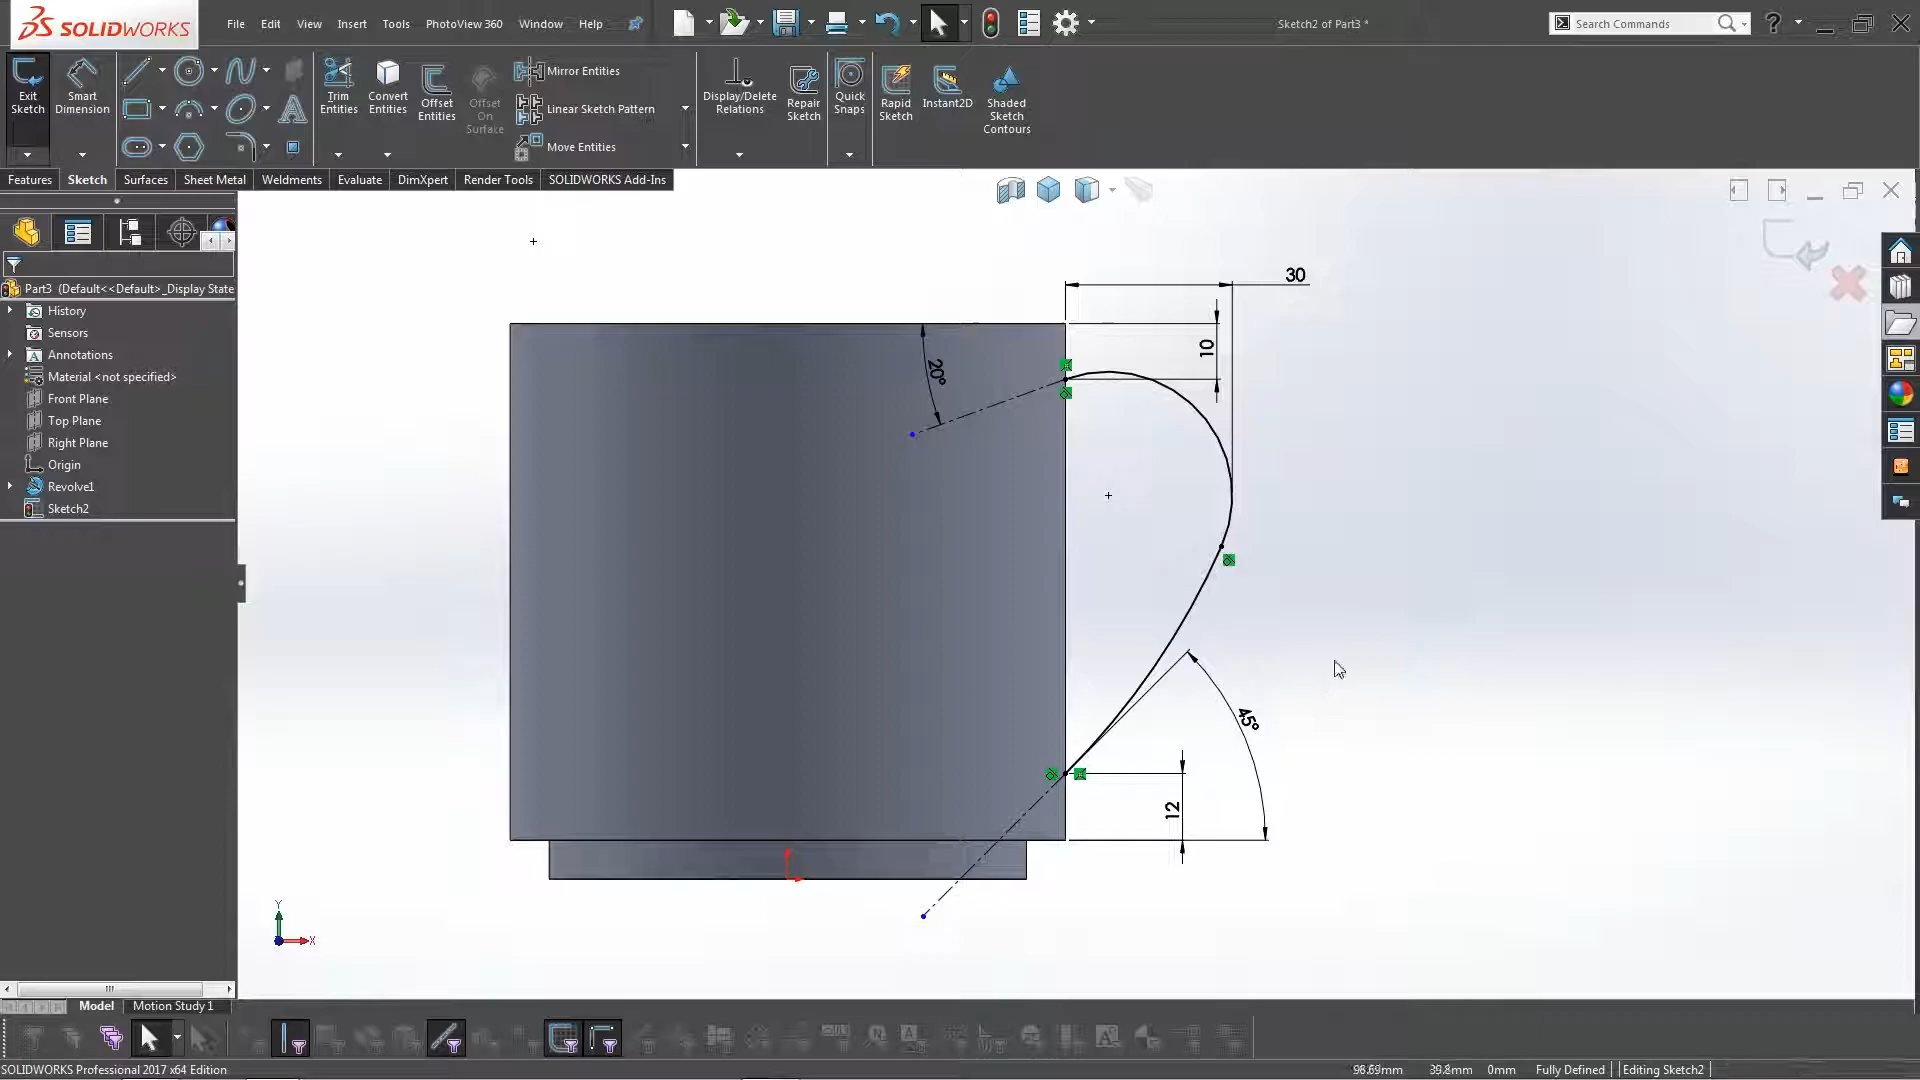 SOLIDWORKS File Edit View Insert Tools PhotoView 360 Window Help Sketch2 of Part3 * Search Commands ?
Exit Sketch
Smart Dimension
Trim Entities
Convert Entities
Offset Entities
Offset On Surface
Mirror Entities
Linear Sketch Pattern
Move Entities
Display/Delete Relations
Repair Sketch
Quick Snaps
Rapid Sketch
Instant2D
Shaded Sketch Contours
Features Sketch Surfaces Sheet Metal Weldments Evaluate DimXpert Render Tools SOLIDWORKS Add-Ins
Part3 (Default<<Default>_Display State
History
Sensors
Annotations
Material <not specified>
Front Plane
Top Plane
Right Plane
Origin
Revolve1
Sketch2
30
10
20°
45°
12
Y
X
Model Motion Study 1
SOLIDWORKS Professional 2017 x64 Edition 98.69mm 39.8mm 0mm Fully Defined Editing Sketch2